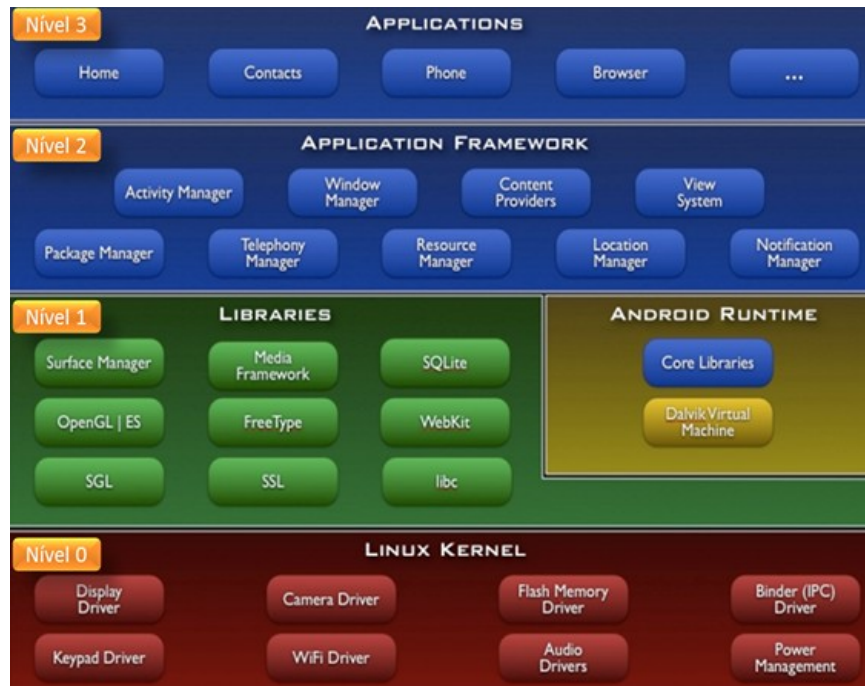 Nível 3
APPLICATIONS
Home
Contacts
Phone
Browser
...
Nível 2
APPLICATION FRAMEWORK
Activity Manager
Window
Manager
Content
Providers
View
System
Package Manager
Telephony
Manager
Resource
Manager
Location
Manager
Notification
Manager
Nível 1
LIBRARIES
Surface Manager
Media
Framework
SQLite
OpenGL | ES
FreeType
WebKit
SGL
SSL
libc
ANDROID RUNTIME
Core Libraries
Dalvik Virtual
Machine
Nível 0
LINUX KERNEL
Display
Driver
Camera Driver
Flash Memory
Driver
Binder (IPC)
Driver
Keypad Driver
WiFi Driver
Audio
Drivers
Power
Management